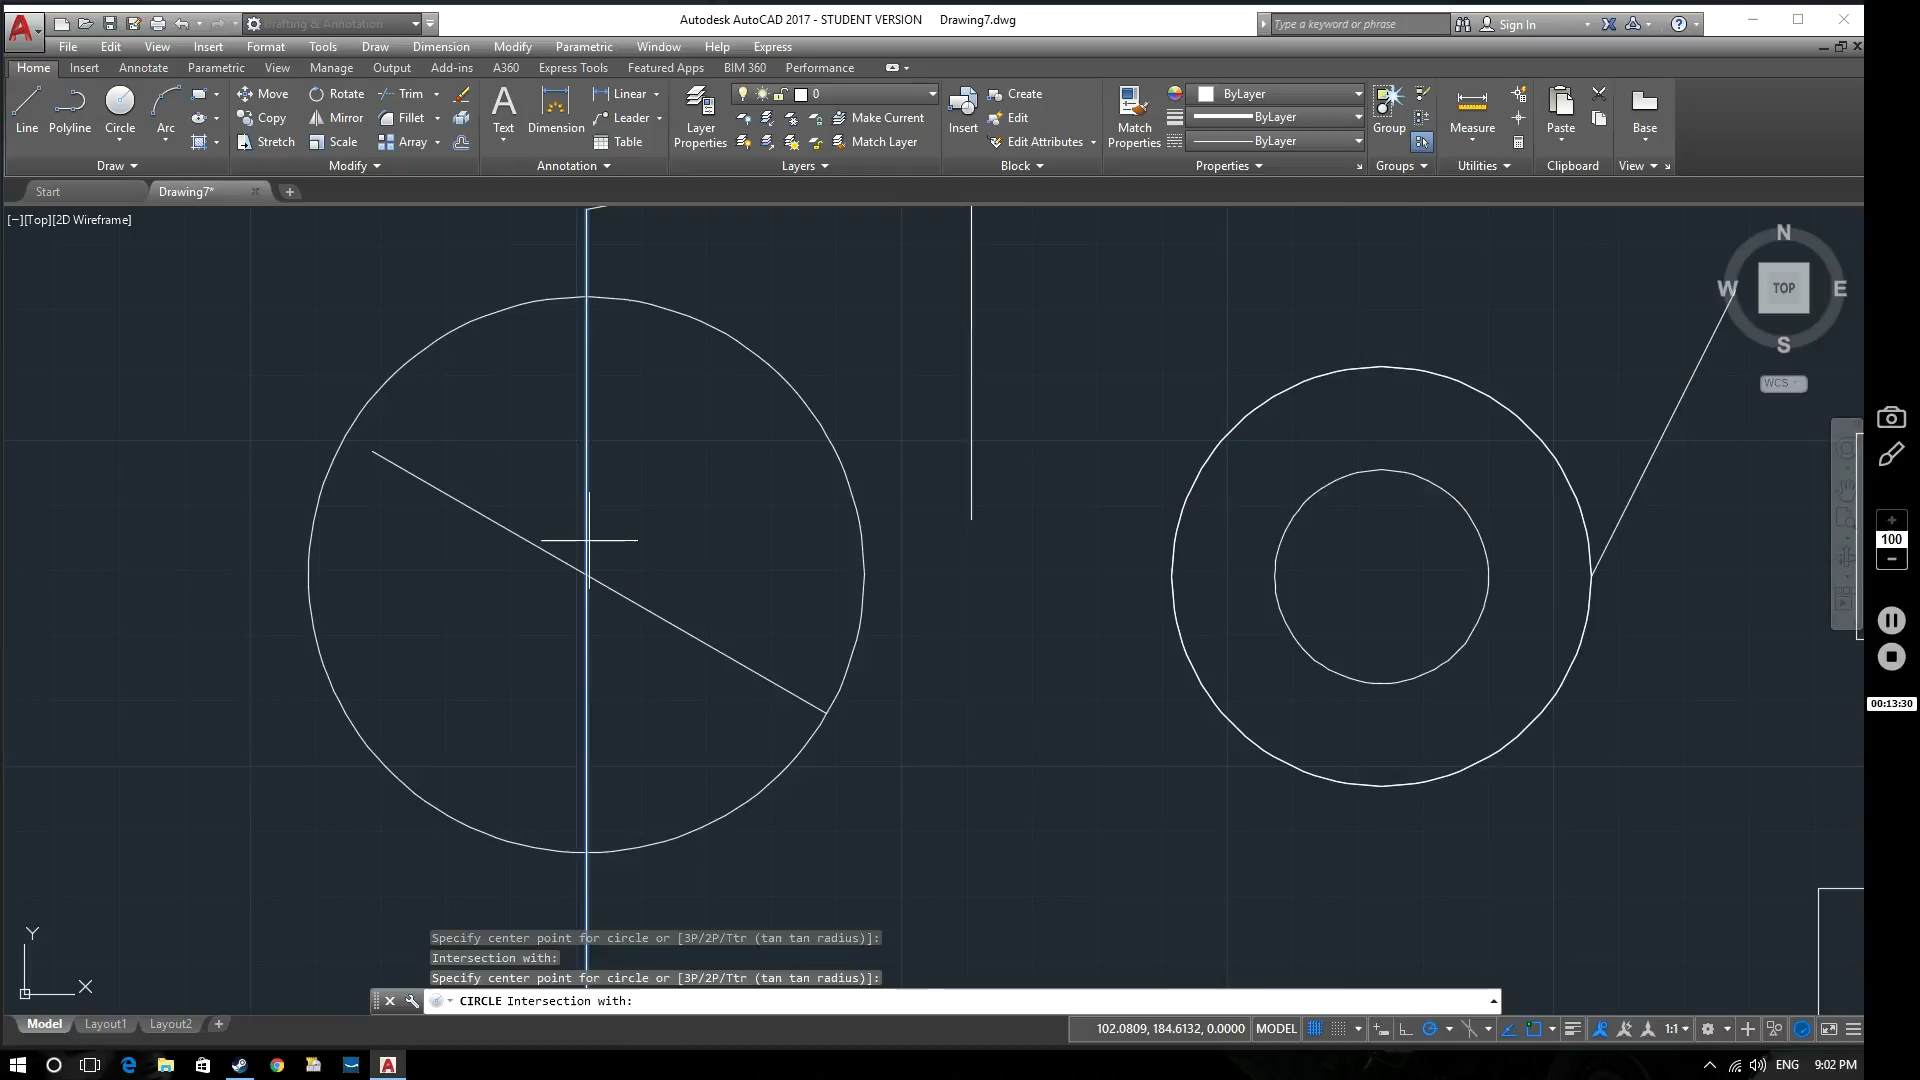 Drafting & Annotation
Autodesk AutoCAD 2017 - STUDENT VERSION Drawing7.dwg
Type a keyword or phrase
Sign In
File Edit View Insert Format Tools Draw Dimension Modify Parametric Window Help Express
Home Insert Annotate Parametric View Manage Output Add-ins A360 Express Tools Featured Apps BIM 360 Performance
Line Polyline Circle Arc
Draw
Move Rotate Trim
Copy Mirror Fillet
Stretch Scale Array
Modify
Text Dimension
Linear
Leader
Table
Annotation
Layer Properties
0
Make Current
Match Layer
Layers
Insert
Create
Edit
Edit Attributes
Block
Match Properties
ByLayer
ByLayer
ByLayer
Properties
Group
Groups
Measure
Utilities
Paste
Clipboard
Base
View
Start Drawing7*
[−][Top][2D Wireframe]
N
W TOP E
S
WCS
100
00:13:30
Y
X
Specify center point for circle or [3P/2P/Ttr (tan tan radius)]:
Intersection with:
Specify center point for circle or [3P/2P/Ttr (tan tan radius)]:
CIRCLE Intersection with:
Model Layout1 Layout2
102.0809, 184.6132, 0.0000 MODEL 1:1
ENG 9:02 PM